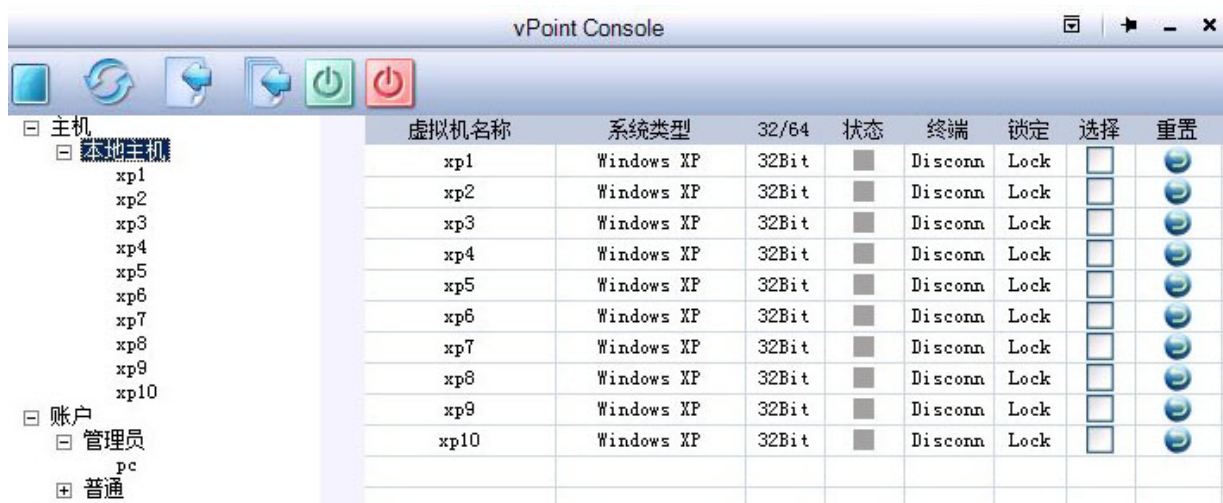 vPoint Console
主机
本地主机
xp1
xp2
xp3
xp4
xp5
xp6
xp7
xp8
xp9
xp10
账户
管理员
pc
普通
虚拟机名称 系统类型 32/64 状态 终端 锁定 选择 重置
xp1 Windows XP 32Bit Disconn Lock
xp2 Windows XP 32Bit Disconn Lock
xp3 Windows XP 32Bit Disconn Lock
xp4 Windows XP 32Bit Disconn Lock
xp5 Windows XP 32Bit Disconn Lock
xp6 Windows XP 32Bit Disconn Lock
xp7 Windows XP 32Bit Disconn Lock
xp8 Windows XP 32Bit Disconn Lock
xp9 Windows XP 32Bit Disconn Lock
xp10 Windows XP 32Bit Disconn Lock